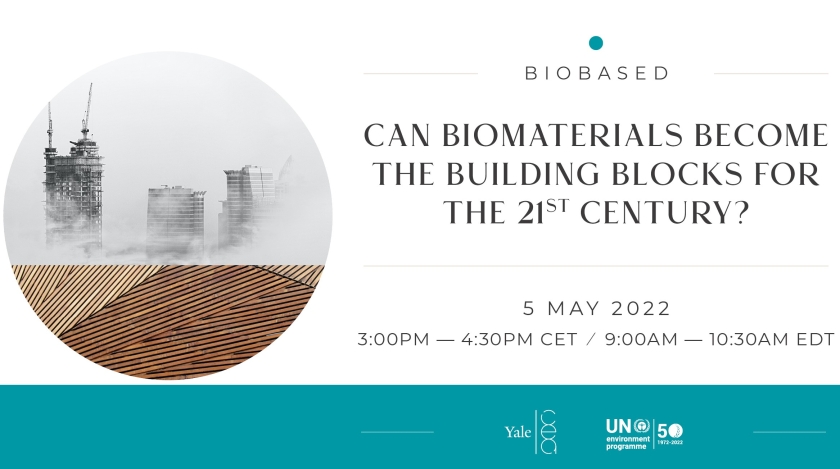 BIOBASED
CAN BIOMATERIALS BECOME
THE BUILDING BLOCKS FOR
THE 21ST CENTURY?
5 MAY 2022
3:00PM — 4:30PM CET / 9:00AM — 10:30AM EDT
Yale
UN
environment
programme
50
1972-2022